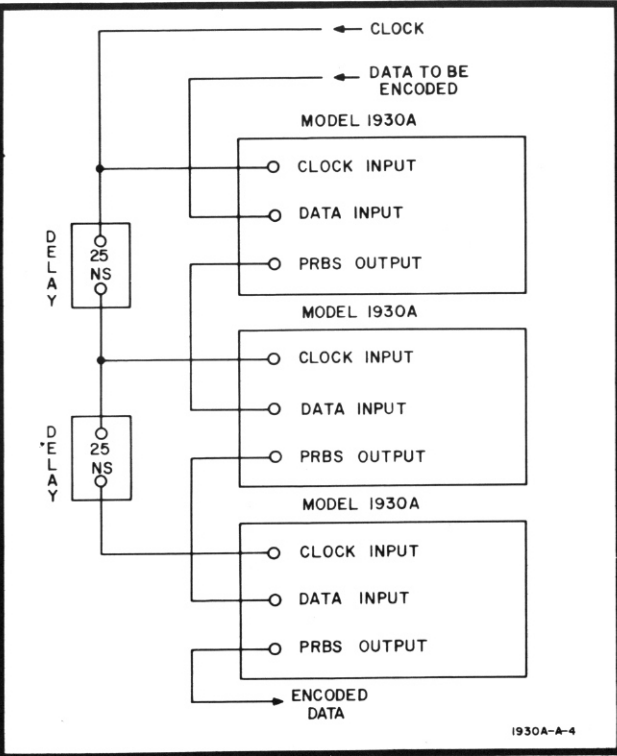 CLOCK
DATA TO BE
ENCODED
MODEL 1930A
CLOCK INPUT
DATA INPUT
PRBS OUTPUT
DELAY
25
NS
MODEL 1930A
CLOCK INPUT
DATA INPUT
PRBS OUTPUT
DELAY
25
NS
MODEL 1930A
CLOCK INPUT
DATA INPUT
PRBS OUTPUT
ENCODED
DATA
1930A-A-4